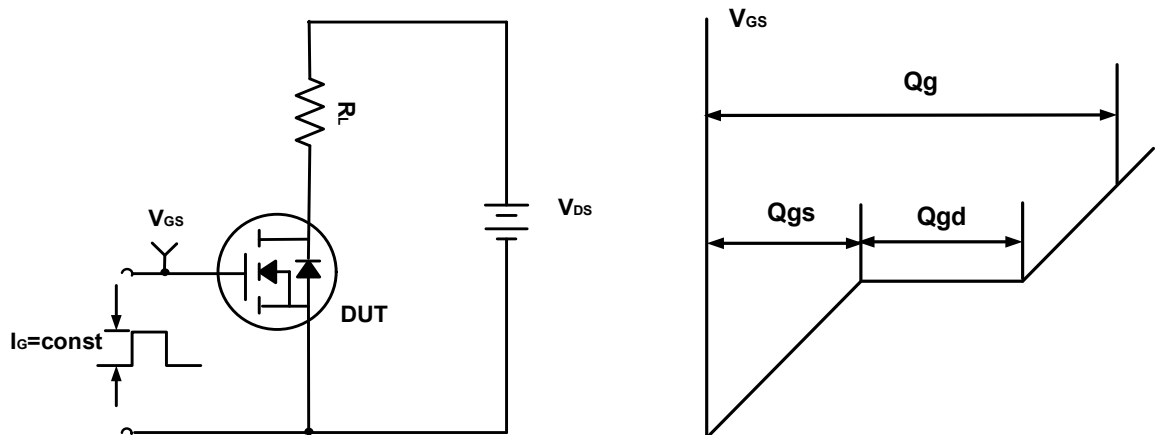 RL
VDS
VGS
DUT
IG=const
VGS
Qg
Qgs
Qgd